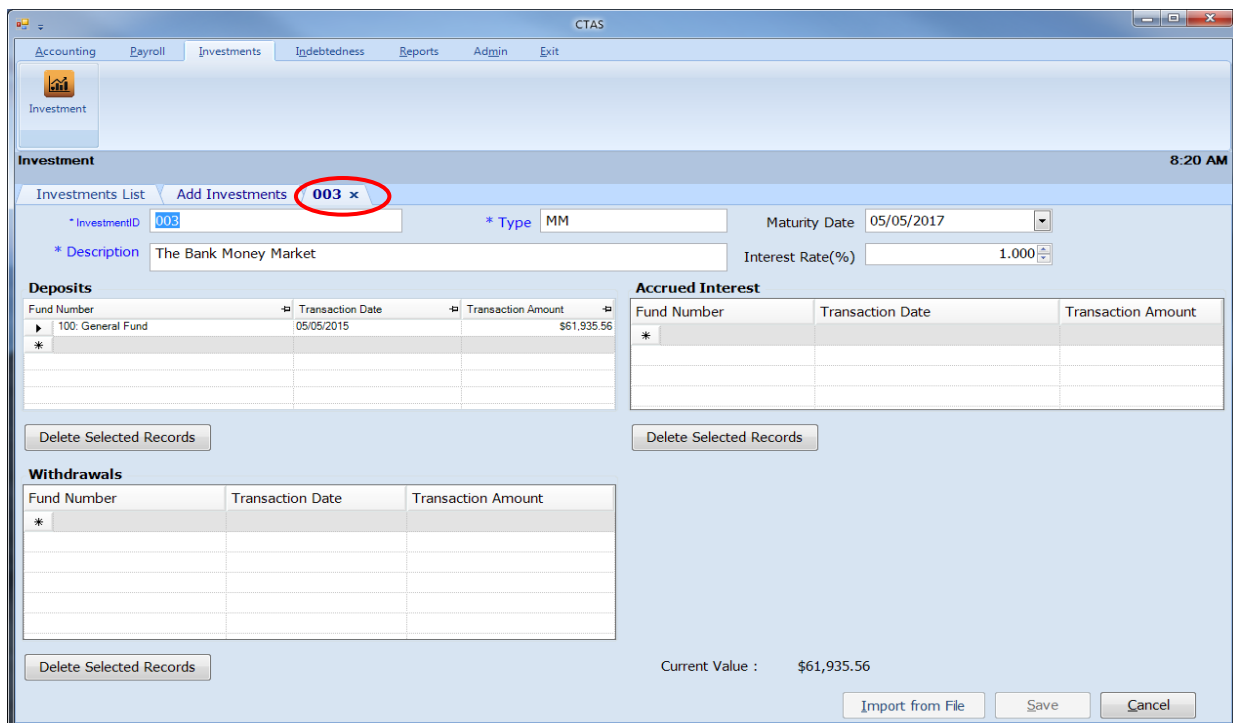 CTAS
Accounting Payroll Investments Indebtedness Reports Admin Exit
Investment
Investment 8:20 AM
Investments List Add Investments 003 x
* InvestmentID 003 * Type MM Maturity Date 05/05/2017
* Description The Bank Money Market Interest Rate(%) 1.000
Deposits Accrued Interest
Fund Number Transaction Date Transaction Amount Fund Number Transaction Date Transaction Amount
100: General Fund 05/05/2015 $61,935.56
*
*
Delete Selected Records Delete Selected Records
Withdrawals
Fund Number Transaction Date Transaction Amount
*
Delete Selected Records Current Value : $61,935.56
Import from File Save Cancel